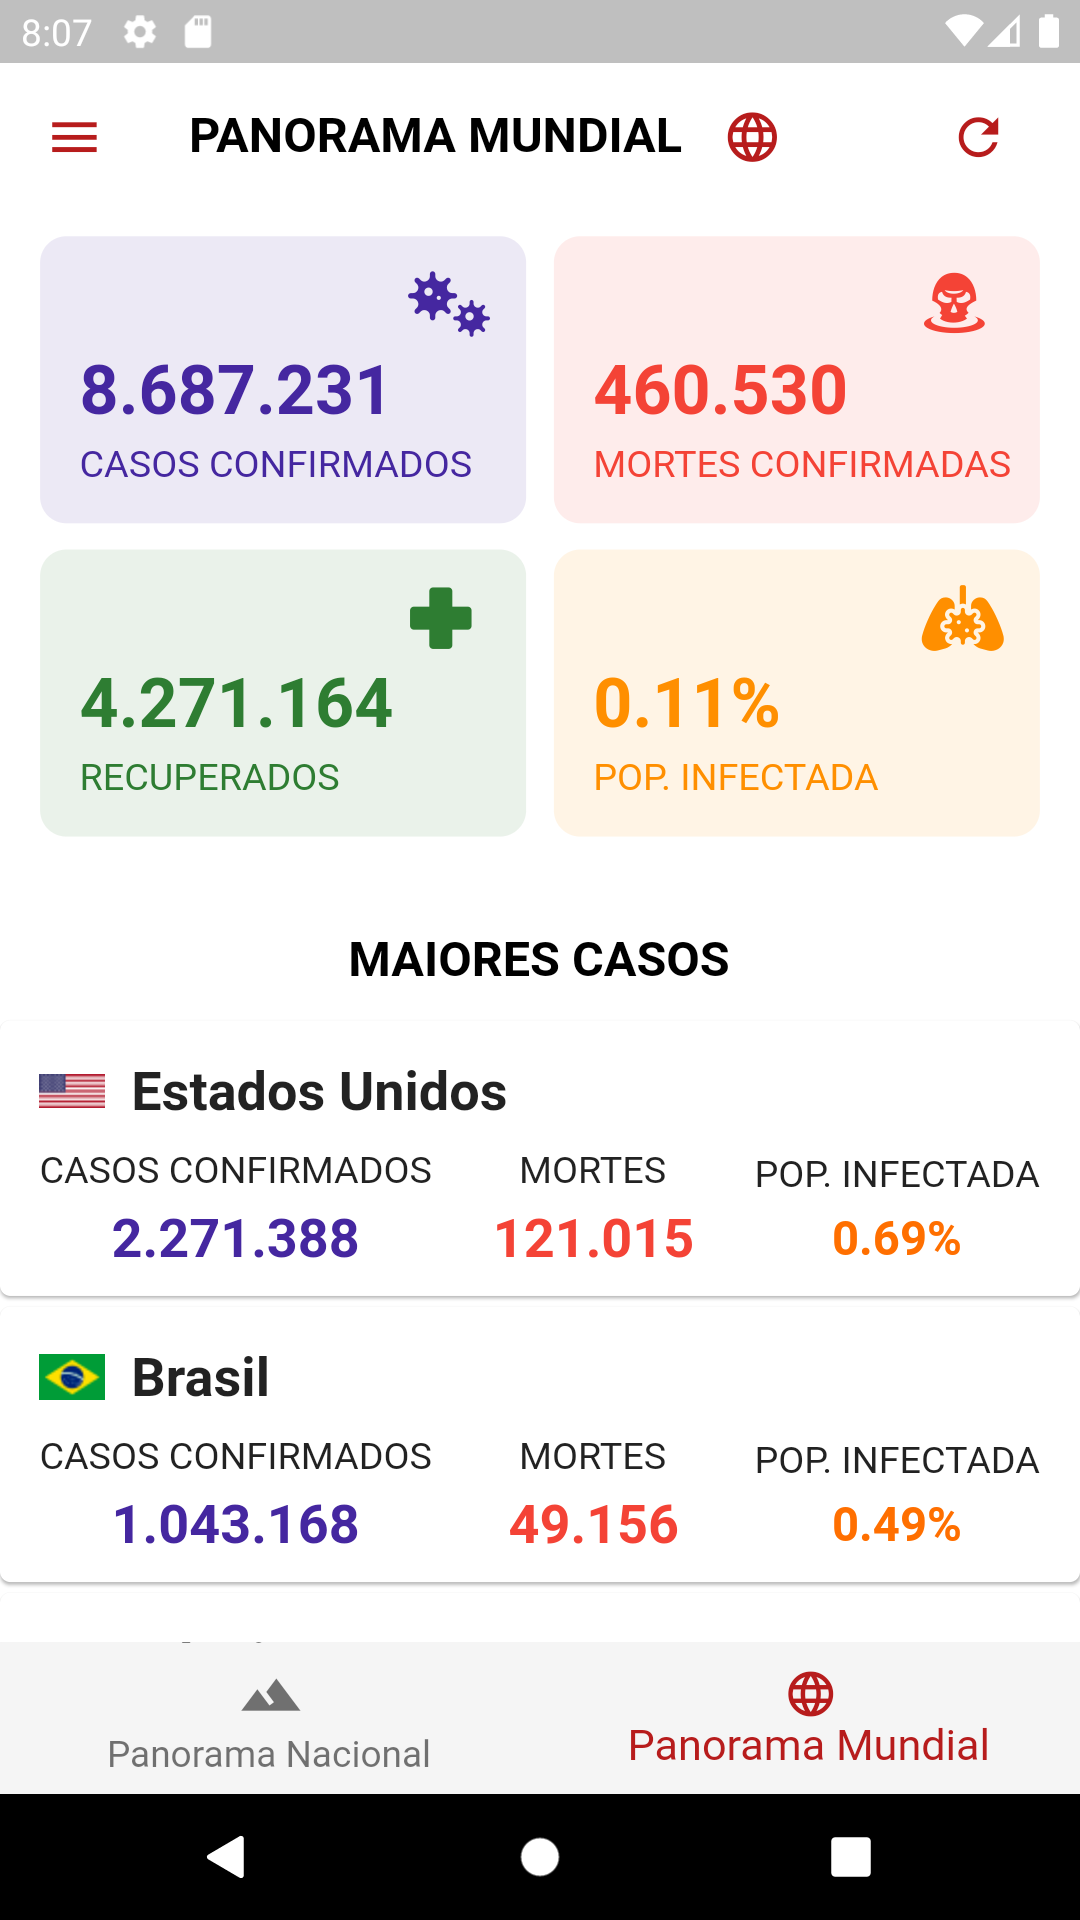 8:07
PANORAMA MUNDIAL
8.687.231
CASOS CONFIRMADOS
460.530
MORTES CONFIRMADAS
4.271.164
RECUPERADOS
0.11%
POP. INFECTADA
MAIORES CASOS
Estados Unidos
CASOS CONFIRMADOS MORTES POP. INFECTADA
2.271.388 121.015 0.69%
Brasil
CASOS CONFIRMADOS MORTES POP. INFECTADA
1.043.168 49.156 0.49%
Panorama Nacional Panorama Mundial